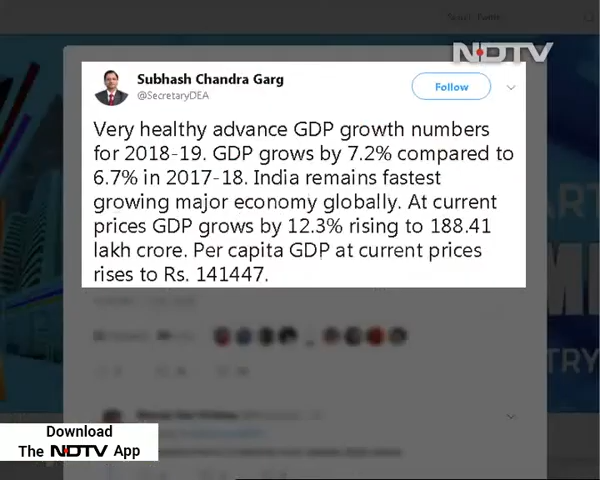 NDTV
Subhash Chandra Garg
@SecretaryDEA
Follow
Very healthy advance GDP growth numbers
for 2018-19. GDP grows by 7.2% compared to
6.7% in 2017-18. India remains fastest
growing major economy globally. At current
prices GDP grows by 12.3% rising to 188.41
lakh crore. Per capita GDP at current prices
rises to Rs. 141447.
TRY
Download
The NDTV App